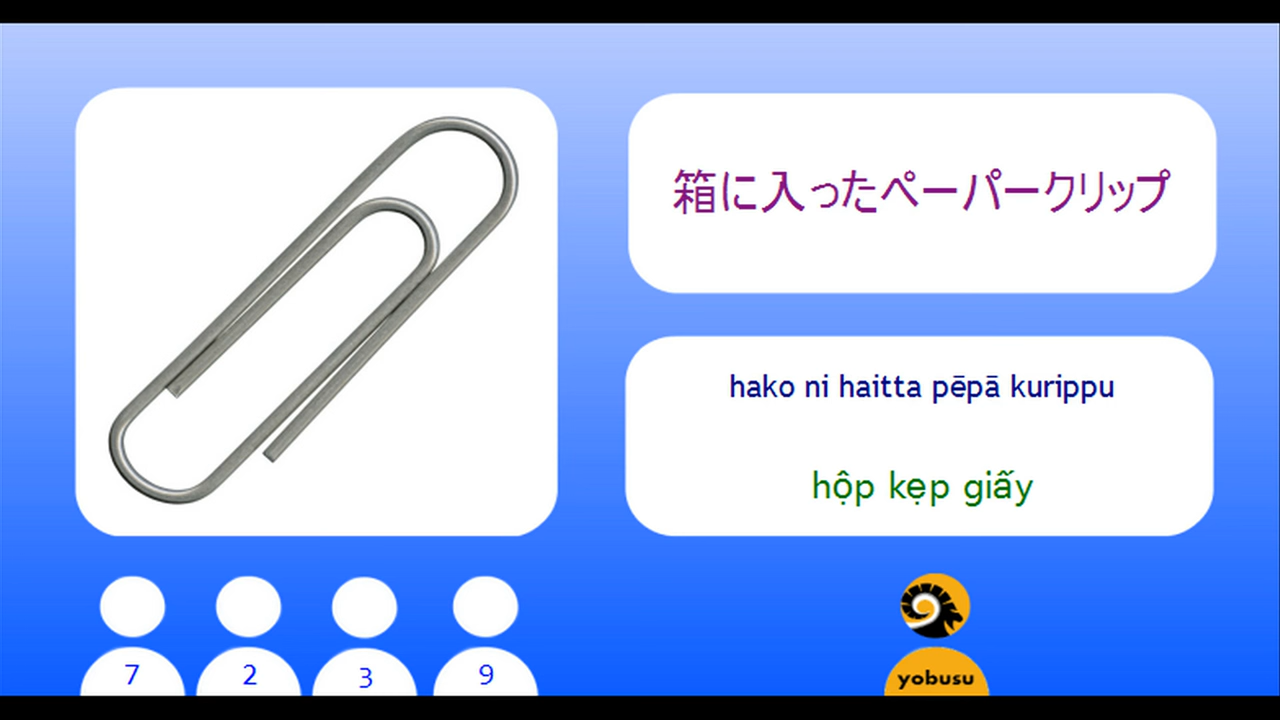 箱に入ったペーパークリップ
hako ni haitta pēpā kurippu
hộp kẹp giấy
7 2 3 9
yobusu